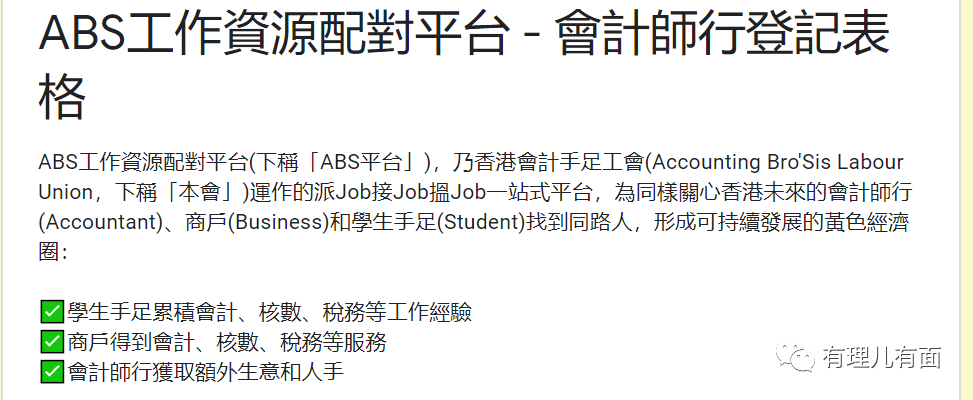 ABS工作資源配對平台 - 會計師行登記表
格
ABS工作資源配對平台(下稱「ABS平台」)，乃香港會計手足工會(Accounting Bro'Sis Labour
Union，下稱「本會」)運作的派Job接Job搵Job一站式平台，為同樣關心香港未來的會計師行
(Accountant)、商戶(Business)和學生手足(Student)找到同路人，形成可持續發展的黃色經濟
圈：
✅學生手足累積會計、核數、稅務等工作經驗
✅商戶得到會計、核數、稅務等服務
✅會計師行獲取額外生意和人手
有理儿有面